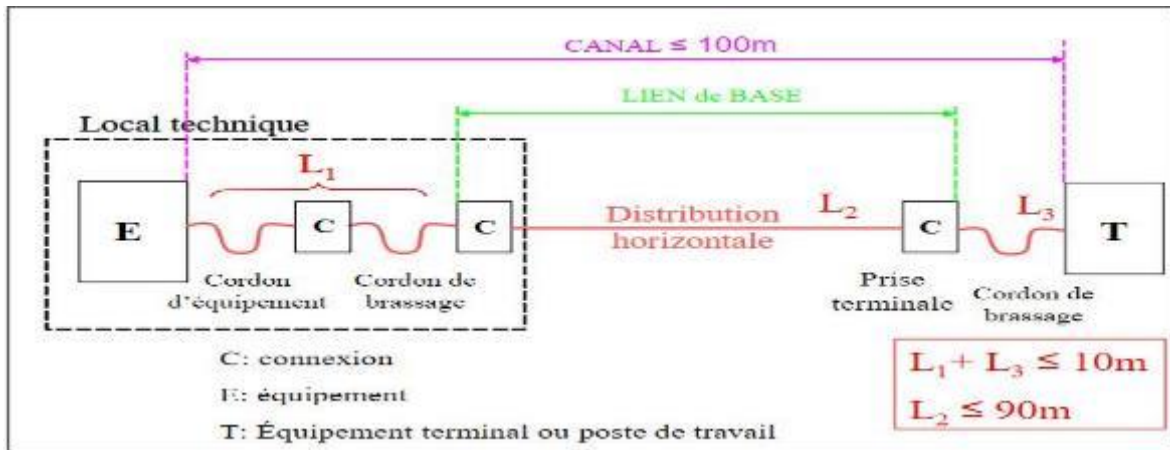 CANAL ≤ 100m
LIEN de BASE
Local technique
L₁
E
C
C
Distribution
horizontale
L₂
C
L₃
T
Cordon
d'équipement
Cordon de
brassage
Prise
terminale
Cordon de
brassage
C: connexion
E: équipement
T: Équipement terminal ou poste de travail
L₁+ L₃ ≤ 10m
L₂ ≤ 90m